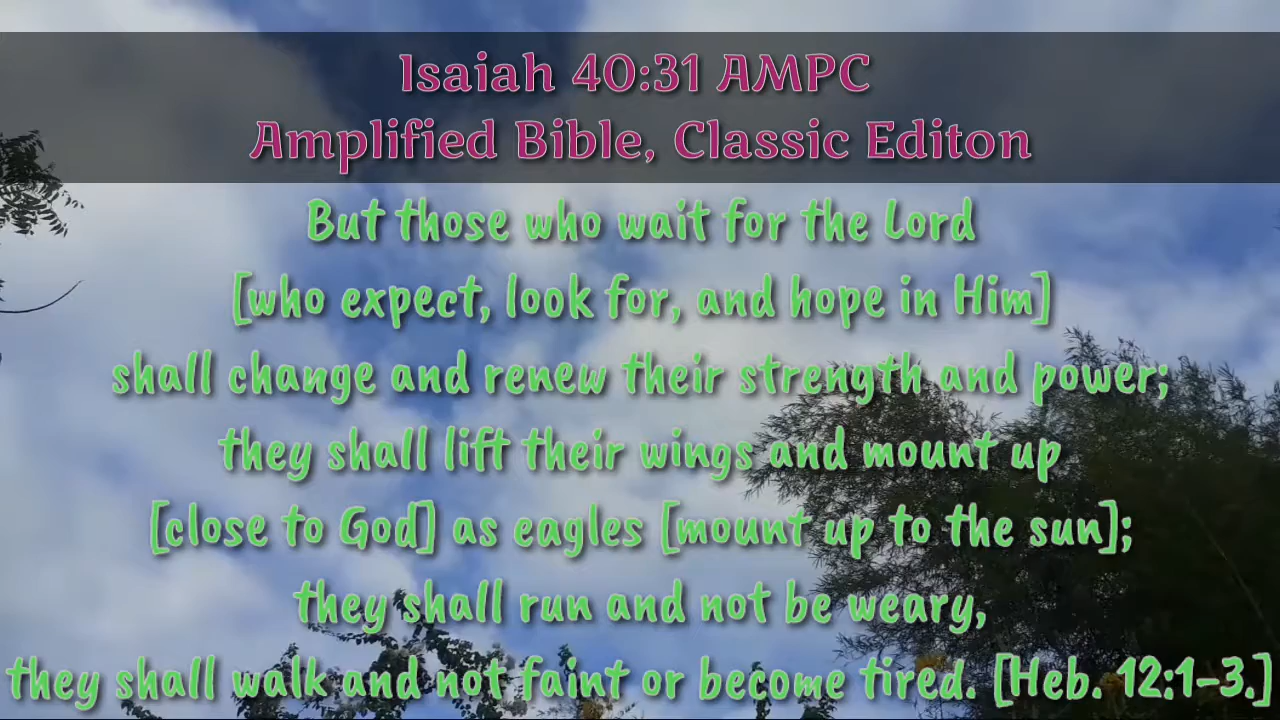 Isaiah 40:31 AMPC
Amplified Bible, Classic Editon
But those who wait for the Lord
[who expect, look for, and hope in Him]
shall change and renew their strength and power;
they shall lift their wings and mount up
[close to God] as eagles [mount up to the sun];
they shall run and not be weary,
they shall walk and not faint or become tired. [Heb. 12:1-3.]